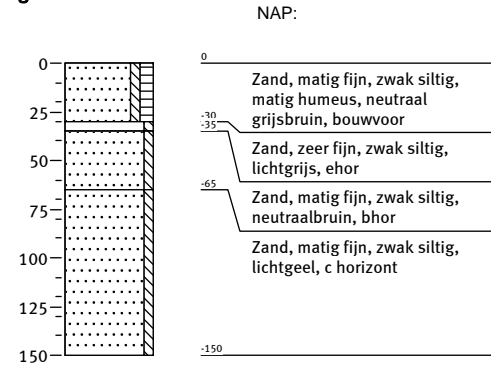 NAP:
0
25
50
75
100
125
150
0
Zand, matig fijn, zwak siltig,
matig humeus, neutraal
grijsbruin, bouwvoor
-30
-35
Zand, zeer fijn, zwak siltig,
lichtgrijs, ehor
-65
Zand, matig fijn, zwak siltig,
neutraalbruin, bhor
Zand, matig fijn, zwak siltig,
lichtgeel, c horizont
-150